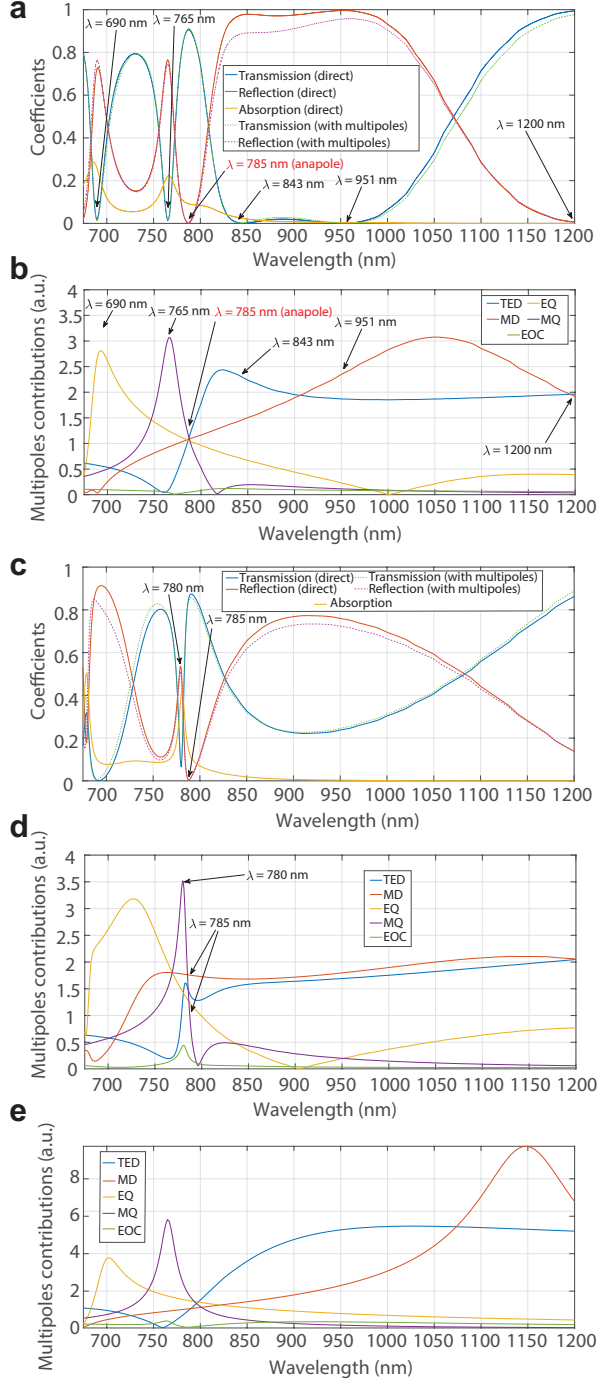 a
λ = 690 nm
λ = 765 nm
1
0.8
0.6
0.4
0.2
0
Coefficients
Transmission (direct)
Reflection (direct)
Absorption (direct)
Transmission (with multipoles)
Reflection (with multipoles)
λ = 785 nm (anapole)
λ = 843 nm
λ = 951 nm
λ = 1200 nm
700 750 800 850 900 950 1000 1050 1100 1150 1200
Wavelength (nm)
b
4
3.5
3
2.5
2
1.5
1
0.5
0
Multipoles contributions (a.u.)
λ = 690 nm
λ = 765 nm
λ = 785 nm (anapole)
λ = 843 nm
λ = 951 nm
λ = 1200 nm
TED EQ
MD MQ
EOC
700 750 800 850 900 950 1000 1050 1100 1150 1200
Wavelength (nm)
c
1
0.8
0.6
0.4
0.2
0
Coefficients
λ = 780 nm
λ = 785 nm
Transmission (direct) Transmission (with multipoles)
Reflection (direct) Reflection (with multipoles)
Absorption
700 750 800 850 900 950 1000 1050 1100 1150 1200
Wavelength (nm)
d
4
3.5
3
2.5
2
1.5
1
0.5
0
Multipoles contributions (a.u.)
λ = 780 nm
λ = 785 nm
TED
MD
EQ
MQ
EOC
700 750 800 850 900 950 1000 1050 1100 1150 1200
Wavelength (nm)
e
8
6
4
2
0
Multipoles contributions (a.u.)
TED
MD
EQ
MQ
EOC
700 750 800 850 900 950 1000 1050 1100 1150 1200
Wavelength (nm)